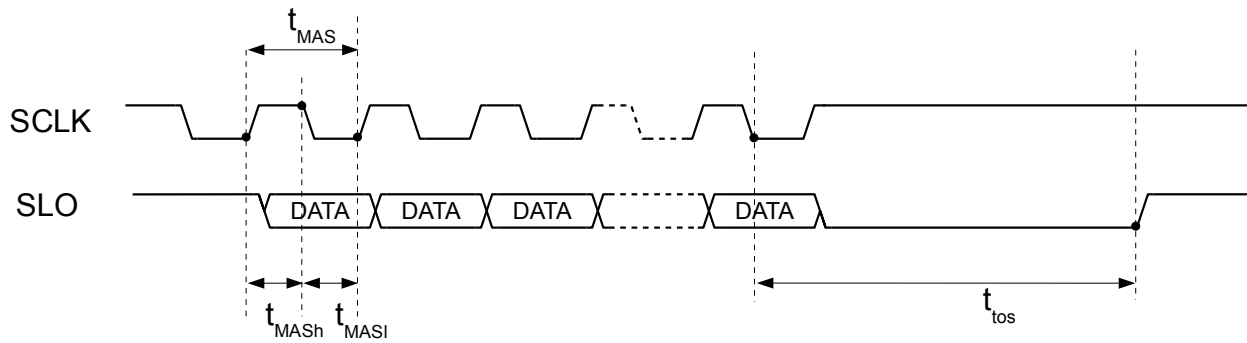 tMAS
SCLK
SLO
DATA DATA DATA DATA
tMASh tMASl ttos